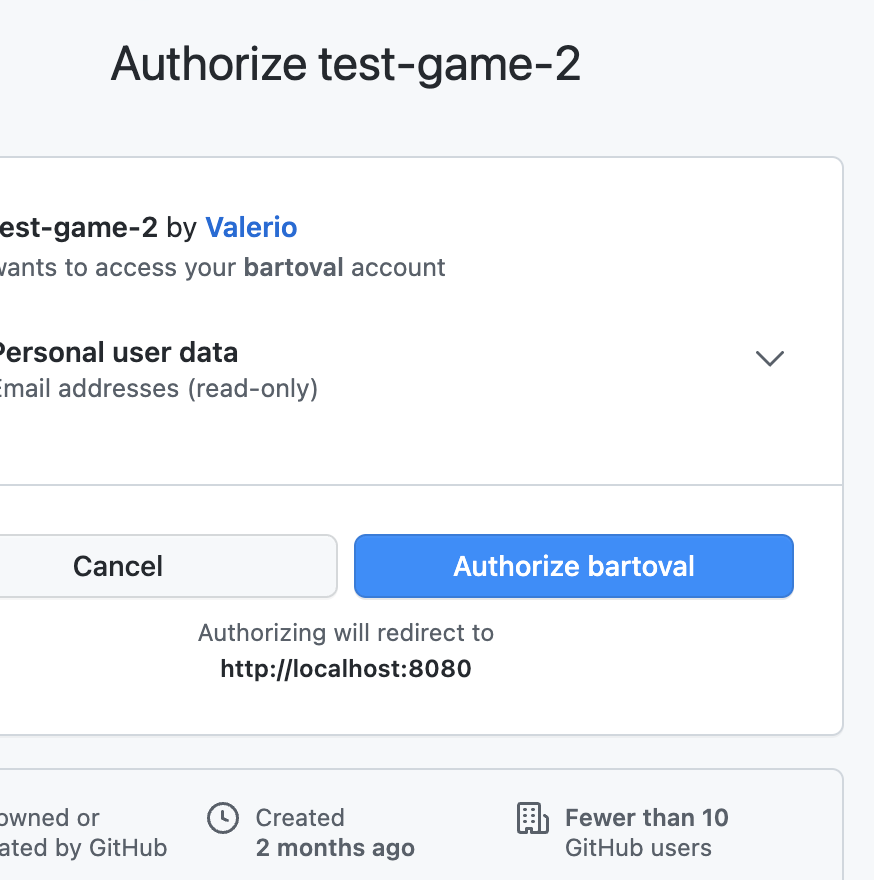 Authorize test-game-2
est-game-2 by Valerio
wants to access your bartoval account
Personal user data
Email addresses (read-only)
Cancel
Authorize bartoval
Authorizing will redirect to
http://localhost:8080
owned or
ated by GitHub
Created
2 months ago
Fewer than 10
GitHub users